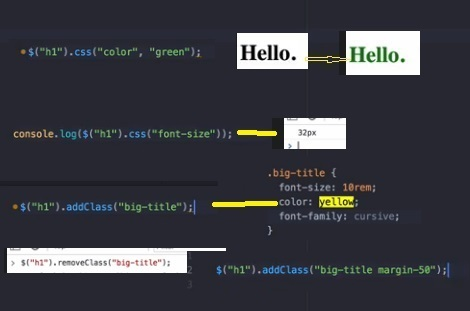 $("h1").css("color", "green");
Hello.
Hello.
console.log($("h1").css("font-size"));
32px
>
.big-title {
font-size: 10rem;
color: yellow;
font-family: cursive;
}
$("h1").addClass("big-title");
> $("h1").removeClass("big-title");
2
3
$("h1").addClass("big-title margin-50");